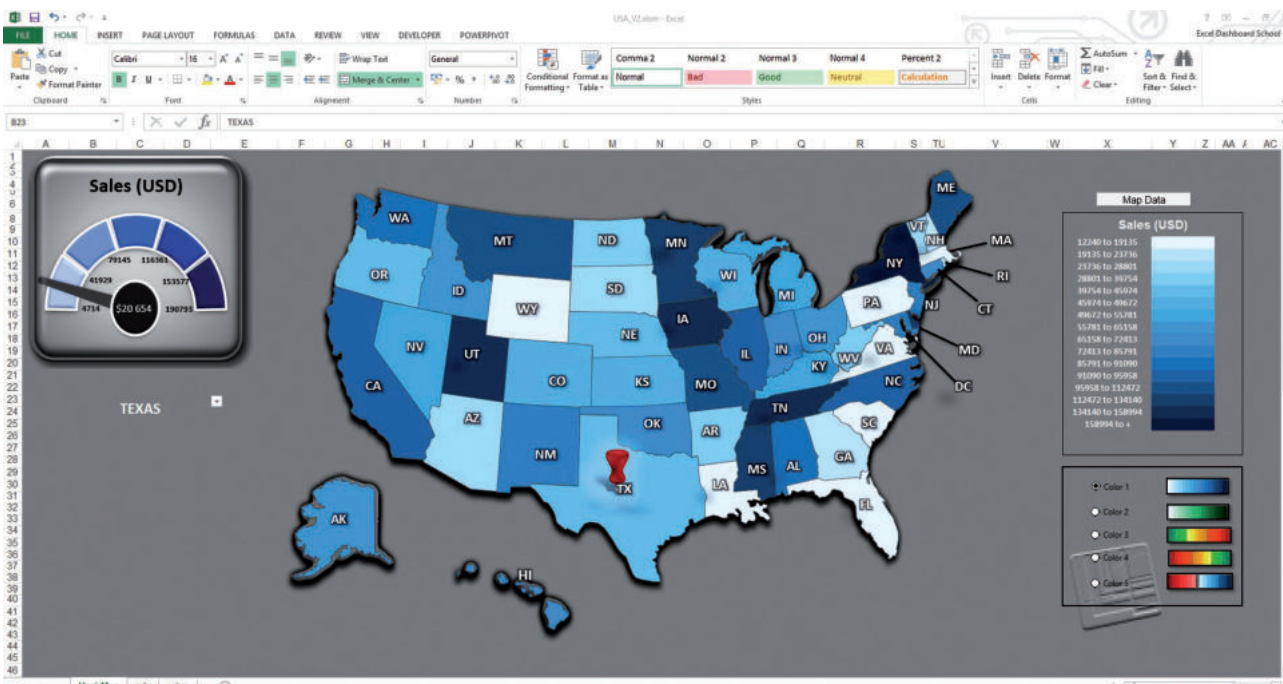 USA_V2.xlsm - Excel
FILE HOME INSERT PAGE LAYOUT FORMULAS DATA REVIEW VIEW DEVELOPER POWERPIVOT
Excel Dashboard School
Paste
Cut
Copy
Format Painter
Clipboard
Calibri 16
B I U
Font
Wrap Text
Merge & Center
Alignment
General
Number
Conditional Formatting
Format as Table
Comma 2 Normal 2 Normal 3 Normal 4 Percent 2
Normal Bad Good Neutral Calculation
Styles
Insert Delete Format
Cells
AutoSum
Fill
Clear
Sort & Filter
Find & Select
Editing
B23 fx TEXAS
A B C D E F G H I J K L M N O P Q R S TU V W X Y Z AA AC
Sales (USD)
79145 116361
41929 153577
4714 $20 654 190793
TEXAS
WA MT ND MN ME
VT NH MA
OR ID SD WI NY RI
WY MI PA CT
NV UT NE IA OH NJ
IL IN WV VA MD
CA CO KS MO KY DC
AZ NM OK AR TN NC
SC
TX LA MS AL GA
FL
AK HI
Map Data
Sales (USD)
12240 to 19135
19135 to 23736
23736 to 28801
28801 to 39754
39754 to 45974
45974 to 49672
49672 to 55781
55781 to 65158
65158 to 72413
72413 to 85791
85791 to 91090
91090 to 95958
95958 to 112472
112472 to 134140
134140 to 158994
158994 to +
Color 1
Color 2
Color 3
Color 4
Color 5